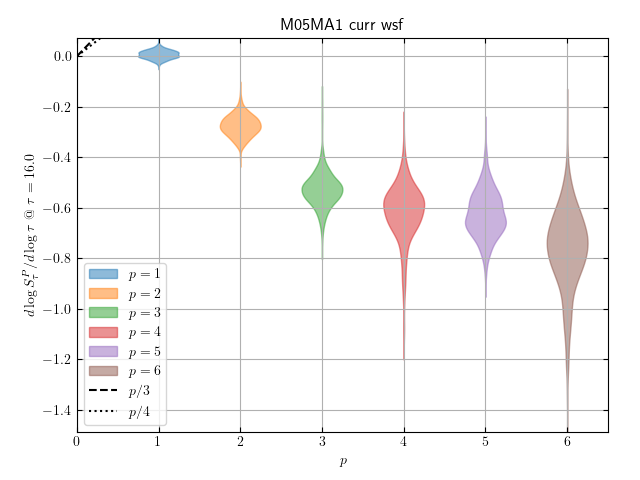 M05MA1 curr wsf
d log S_τ^P / d log τ @ τ = 16.0
0.0
−0.2
−0.4
−0.6
−0.8
−1.0
−1.2
−1.4
p = 1
p = 2
p = 3
p = 4
p = 5
p = 6
p/3
p/4
0 1 2 3 4 5 6
p